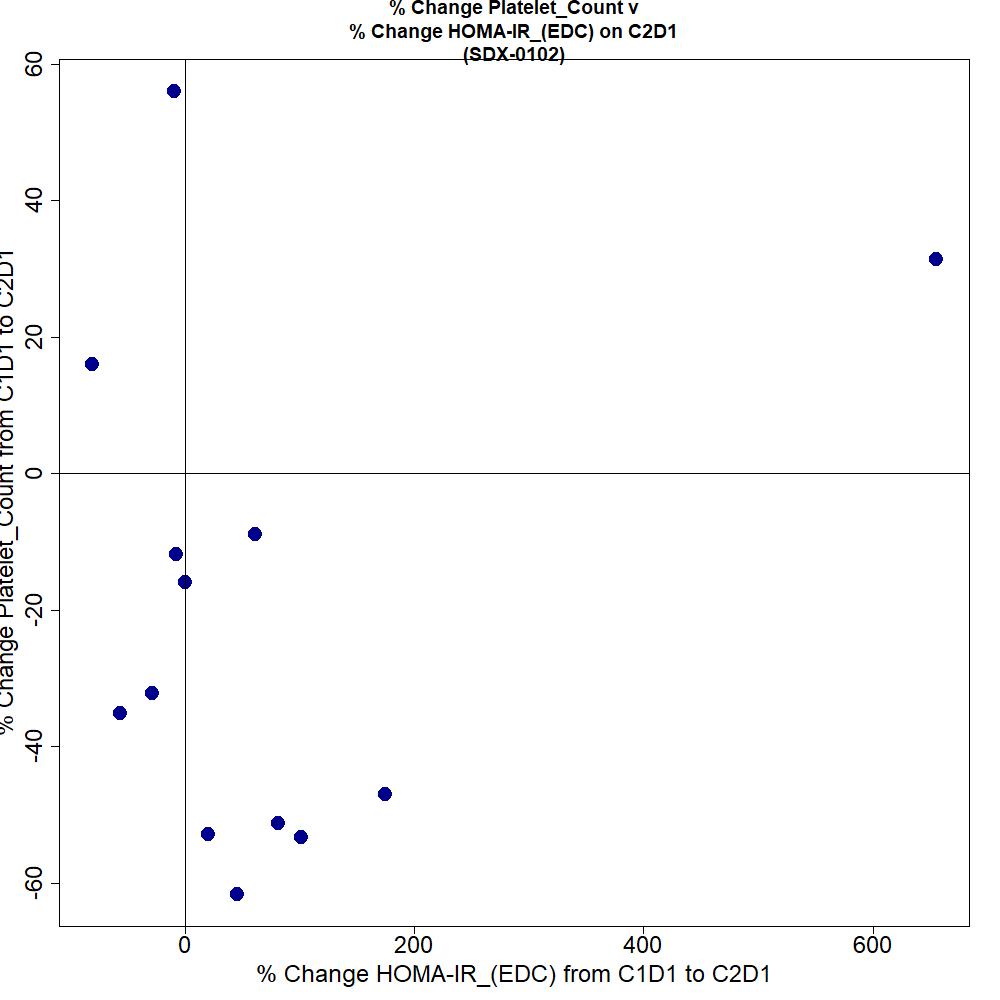 % Change Platelet_Count v
% Change HOMA-IR_(EDC) on C2D1
(SDX-0102)
% Change Platelet_Count from C1D1 to C2D1
60
40
20
0
-20
-40
-60
0
200
400
600
% Change HOMA-IR_(EDC) from C1D1 to C2D1